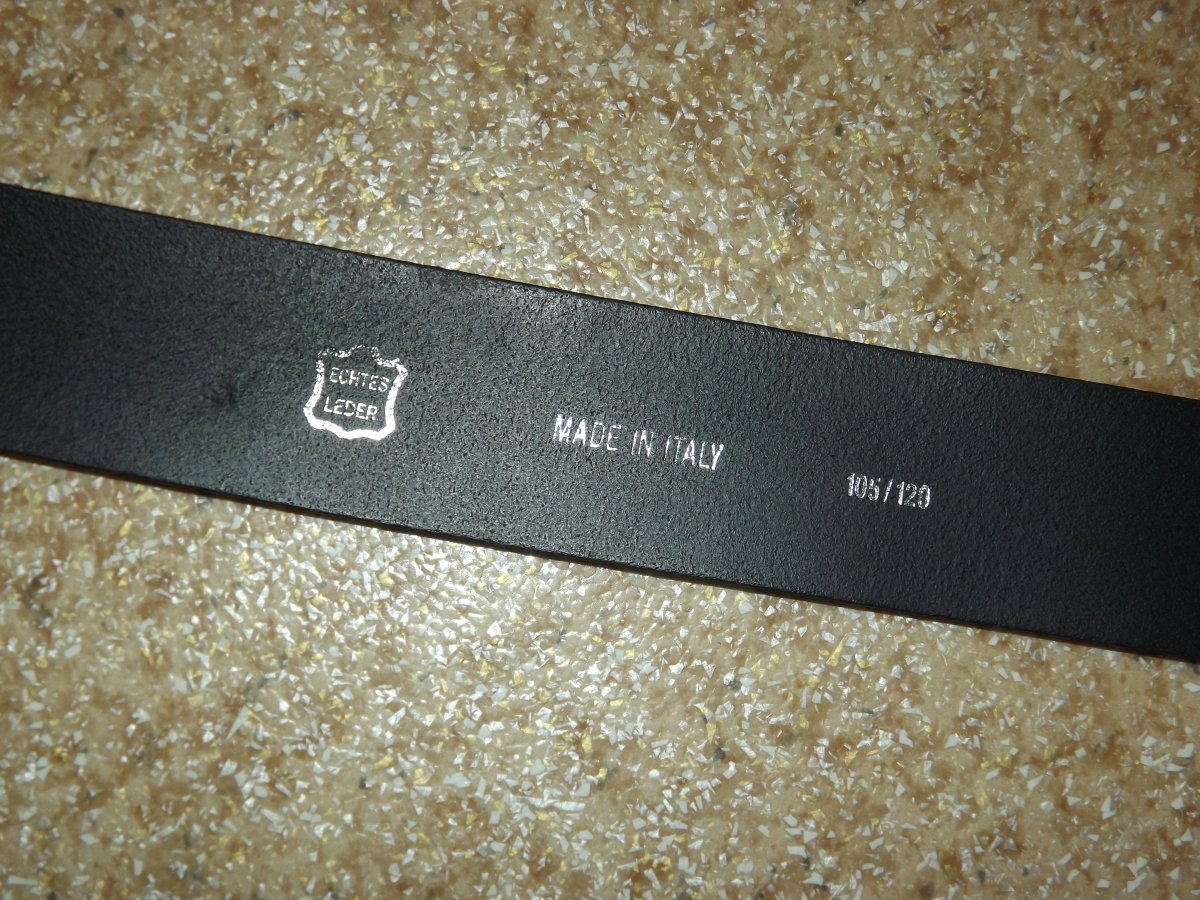 ECHTES
LEDER
MADE IN ITALY
105/120